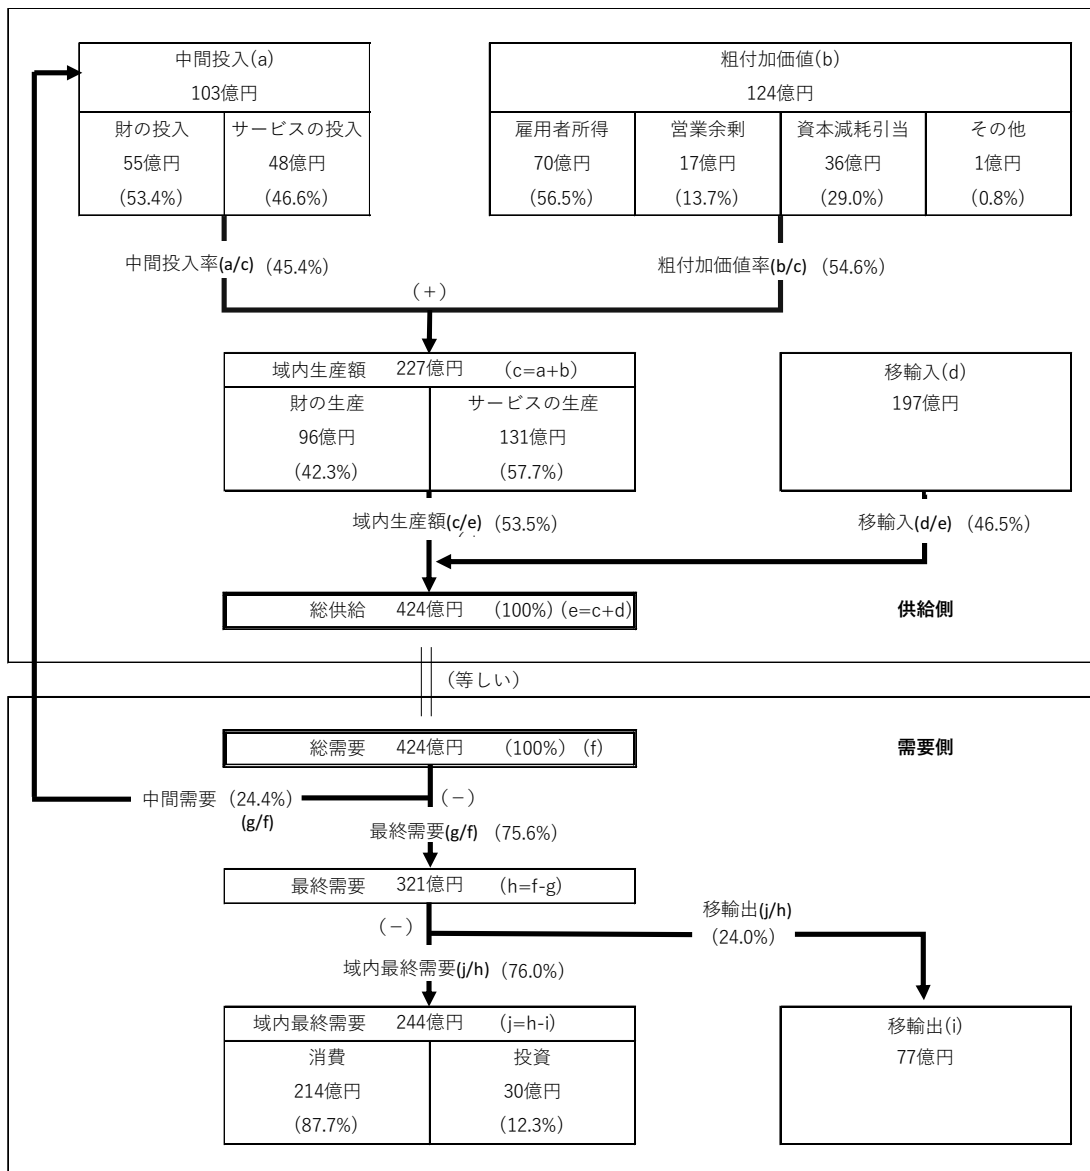 中間投入(a)
103億円
財の投入
55億円
(53.4%)
サービスの投入
48億円
(46.6%)
粗付加価値(b)
124億円
雇用者所得
70億円
(56.5%)
営業余剰
17億円
(13.7%)
資本減耗引当
36億円
(29.0%)
その他
1億円
(0.8%)
中間投入率(a/c) (45.4%)
粗付加価値率(b/c) (54.6%)
(+)
域内生産額 227億円 (c=a+b)
財の生産
96億円
(42.3%)
サービスの生産
131億円
(57.7%)
移輸入(d)
197億円
域内生産額(c/e) (53.5%)
移輸入(d/e) (46.5%)
総供給 424億円 (100%) (e=c+d)
供給側
(等しい)
総需要 424億円 (100%) (f)
需要側
中間需要 (24.4%)
(g/f)
(-)
最終需要(g/f) (75.6%)
最終需要 321億円 (h=f-g)
(-)
移輸出(j/h)
(24.0%)
域内最終需要(j/h) (76.0%)
域内最終需要 244億円 (j=h-i)
消費
214億円
(87.7%)
投資
30億円
(12.3%)
移輸出(i)
77億円